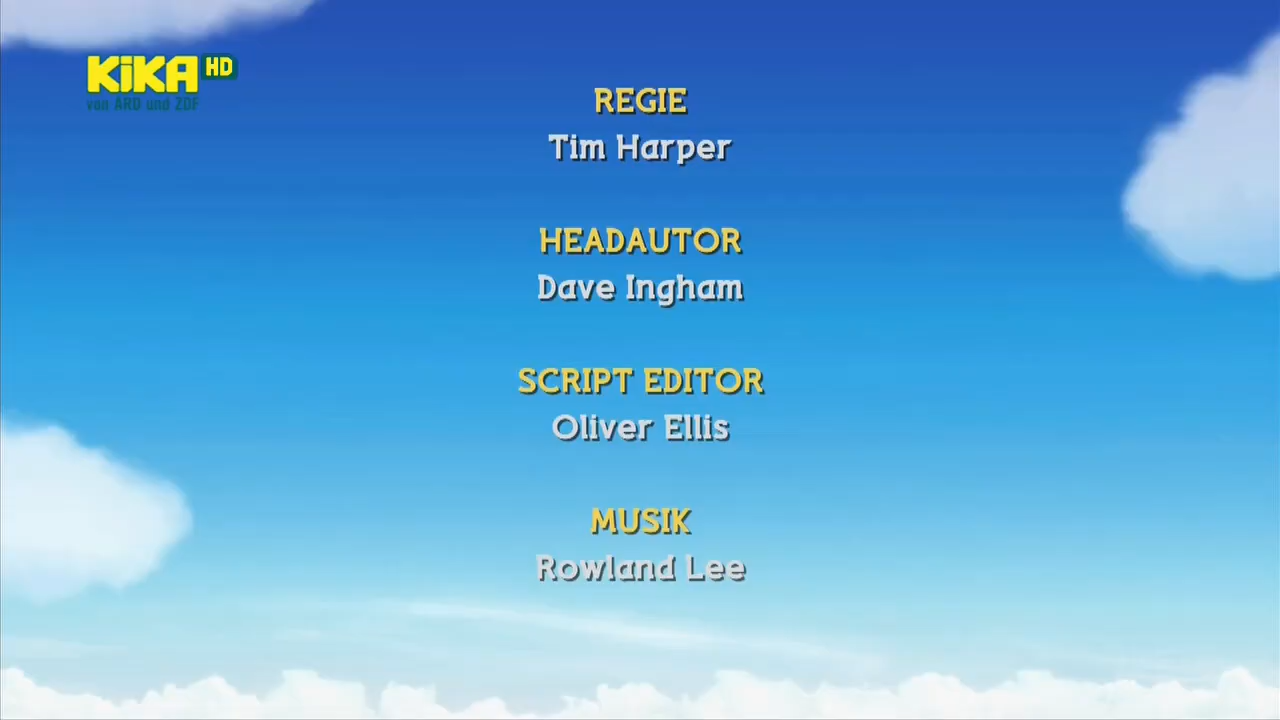 KiKA HD
von ARD und ZDF
REGIE
Tim Harper
HEADAUTOR
Dave Ingham
SCRIPT EDITOR
Oliver Ellis
MUSIK
Rowland Lee